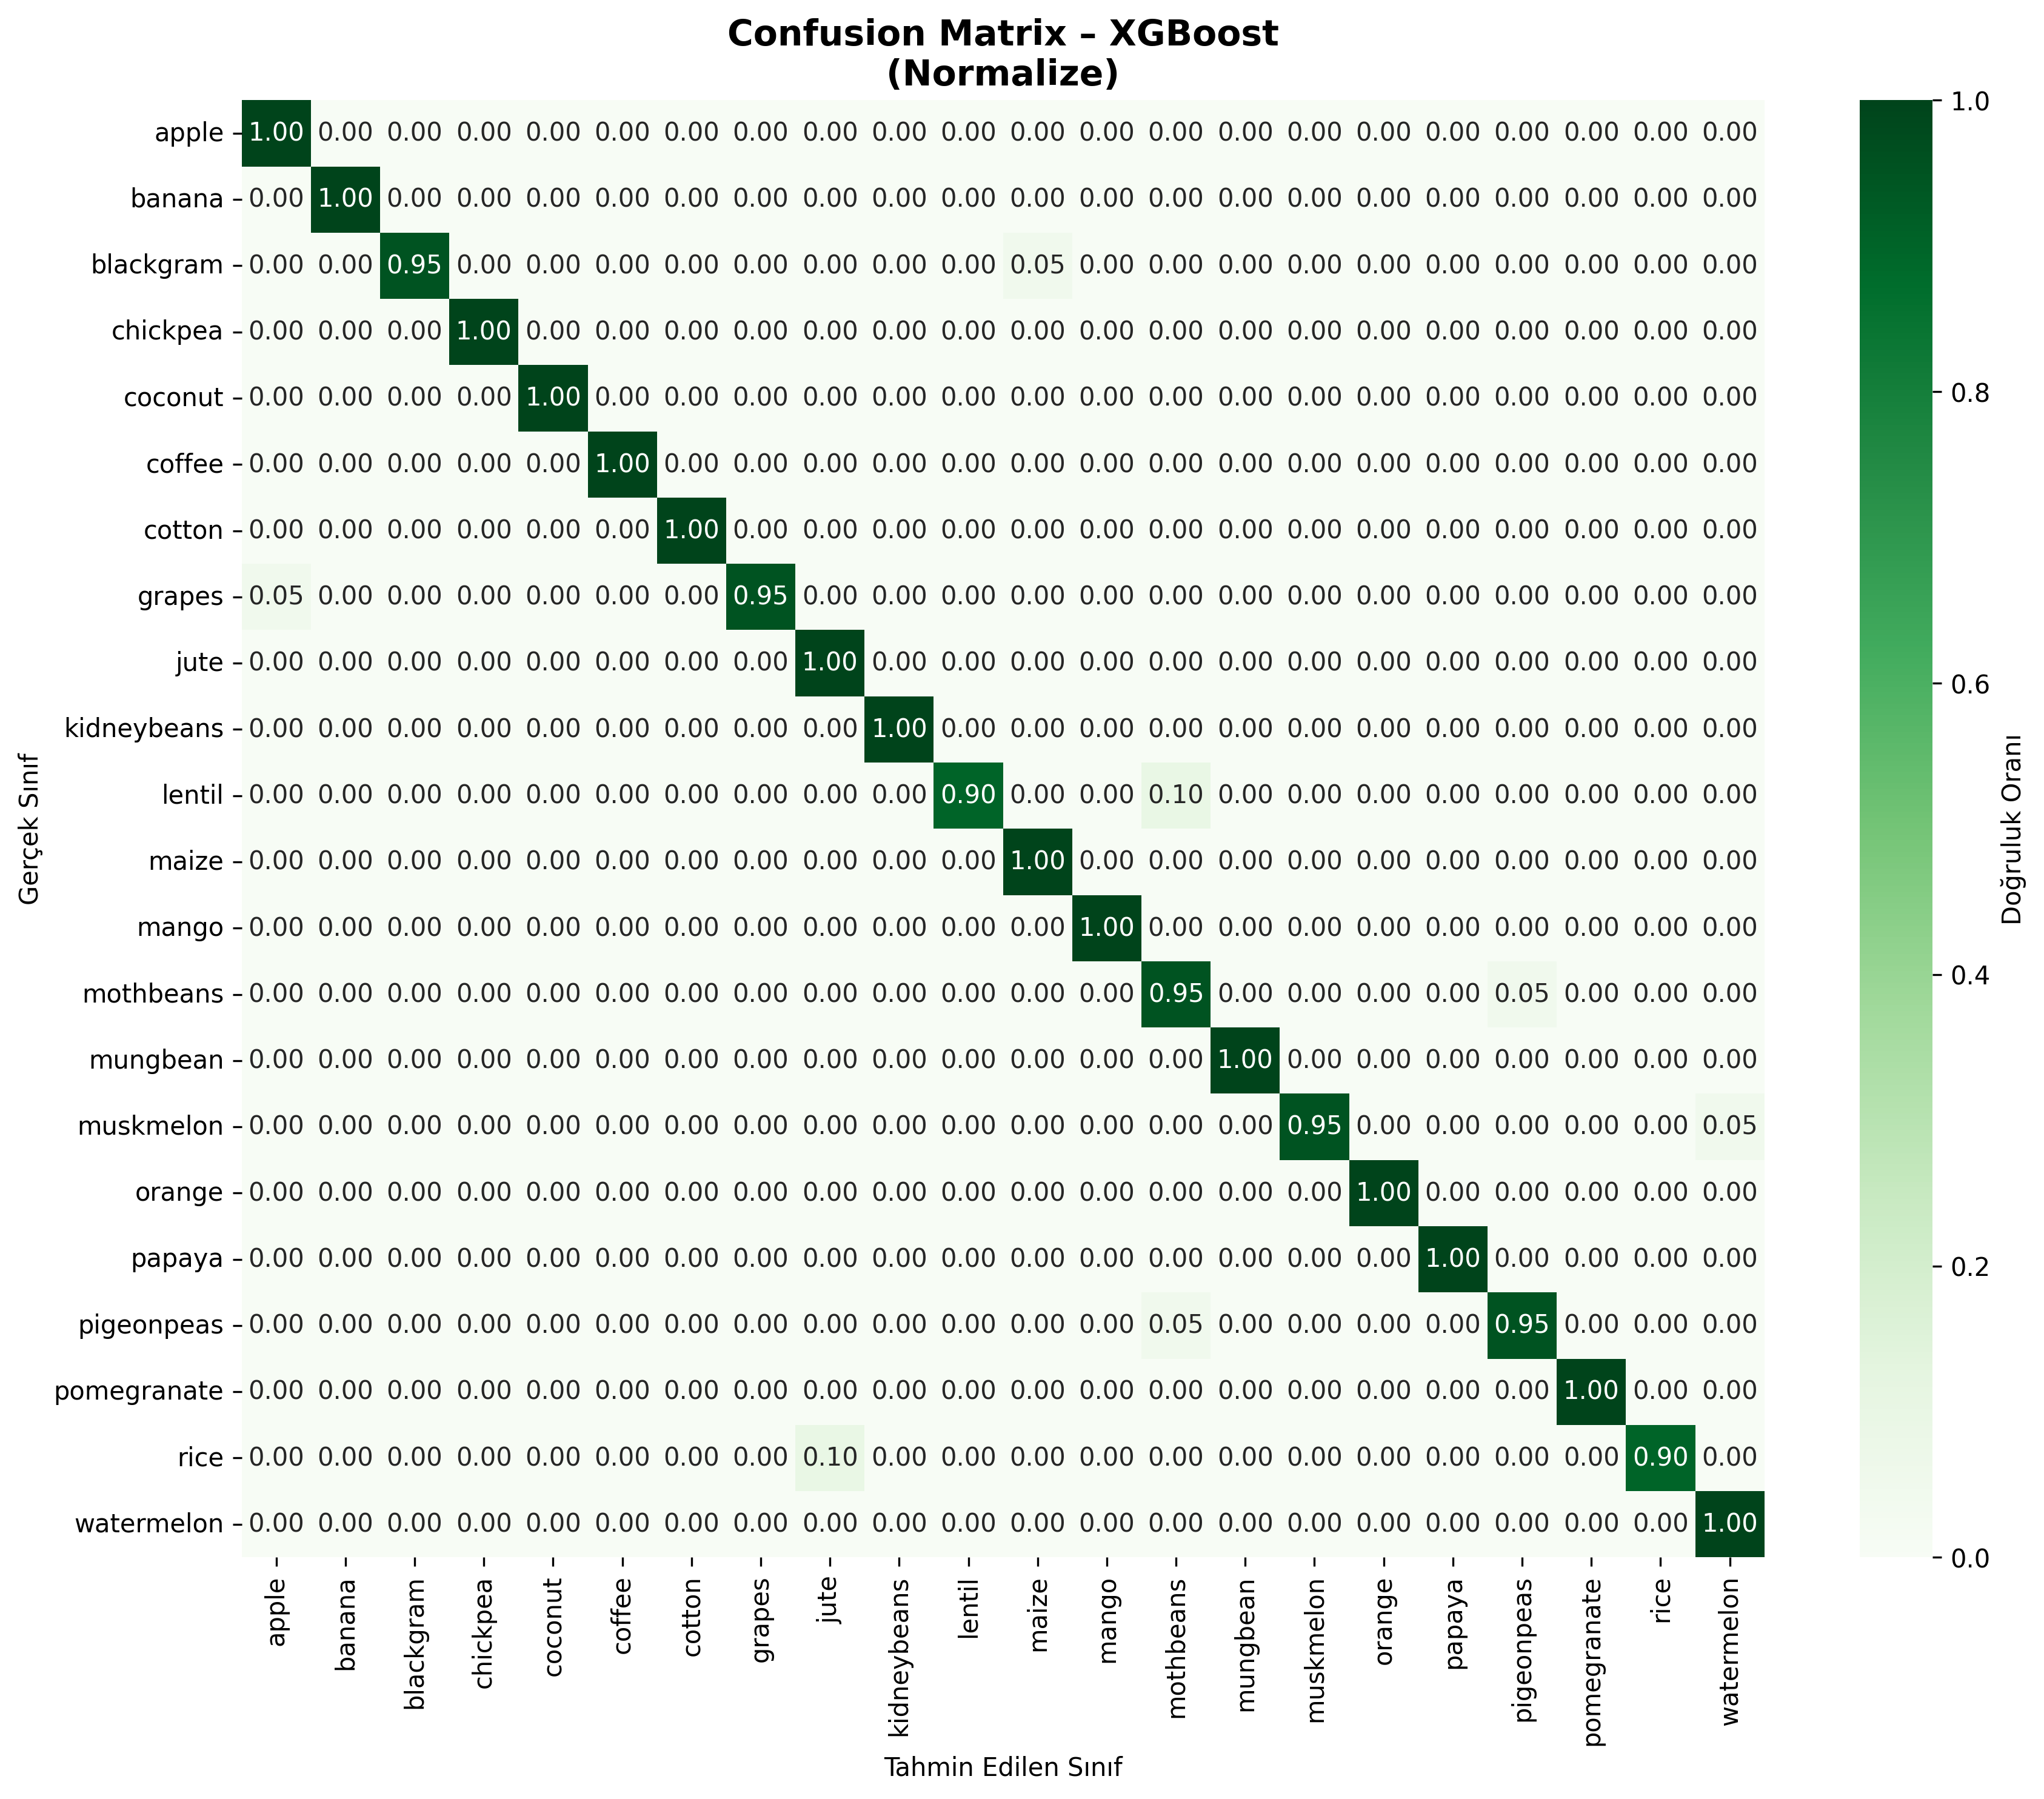 Confusion Matrix – XGBoost
(Normalize)
apple 1.00 0.00 0.00 0.00 0.00 0.00 0.00 0.00 0.00 0.00 0.00 0.00 0.00 0.00 0.00 0.00 0.00 0.00 0.00 0.00 0.00 0.00
banana 0.00 1.00 0.00 0.00 0.00 0.00 0.00 0.00 0.00 0.00 0.00 0.00 0.00 0.00 0.00 0.00 0.00 0.00 0.00 0.00 0.00 0.00
blackgram 0.00 0.00 0.95 0.00 0.00 0.00 0.00 0.00 0.00 0.00 0.00 0.05 0.00 0.00 0.00 0.00 0.00 0.00 0.00 0.00 0.00 0.00
chickpea 0.00 0.00 0.00 1.00 0.00 0.00 0.00 0.00 0.00 0.00 0.00 0.00 0.00 0.00 0.00 0.00 0.00 0.00 0.00 0.00 0.00 0.00
coconut 0.00 0.00 0.00 0.00 1.00 0.00 0.00 0.00 0.00 0.00 0.00 0.00 0.00 0.00 0.00 0.00 0.00 0.00 0.00 0.00 0.00 0.00
coffee 0.00 0.00 0.00 0.00 0.00 1.00 0.00 0.00 0.00 0.00 0.00 0.00 0.00 0.00 0.00 0.00 0.00 0.00 0.00 0.00 0.00 0.00
cotton 0.00 0.00 0.00 0.00 0.00 0.00 1.00 0.00 0.00 0.00 0.00 0.00 0.00 0.00 0.00 0.00 0.00 0.00 0.00 0.00 0.00 0.00
grapes 0.05 0.00 0.00 0.00 0.00 0.00 0.00 0.95 0.00 0.00 0.00 0.00 0.00 0.00 0.00 0.00 0.00 0.00 0.00 0.00 0.00 0.00
jute 0.00 0.00 0.00 0.00 0.00 0.00 0.00 0.00 1.00 0.00 0.00 0.00 0.00 0.00 0.00 0.00 0.00 0.00 0.00 0.00 0.00 0.00
kidneybeans 0.00 0.00 0.00 0.00 0.00 0.00 0.00 0.00 0.00 1.00 0.00 0.00 0.00 0.00 0.00 0.00 0.00 0.00 0.00 0.00 0.00 0.00
lentil 0.00 0.00 0.00 0.00 0.00 0.00 0.00 0.00 0.00 0.00 0.90 0.00 0.00 0.10 0.00 0.00 0.00 0.00 0.00 0.00 0.00 0.00
maize 0.00 0.00 0.00 0.00 0.00 0.00 0.00 0.00 0.00 0.00 0.00 1.00 0.00 0.00 0.00 0.00 0.00 0.00 0.00 0.00 0.00 0.00
mango 0.00 0.00 0.00 0.00 0.00 0.00 0.00 0.00 0.00 0.00 0.00 0.00 1.00 0.00 0.00 0.00 0.00 0.00 0.00 0.00 0.00 0.00
mothbeans 0.00 0.00 0.00 0.00 0.00 0.00 0.00 0.00 0.00 0.00 0.00 0.00 0.00 0.95 0.00 0.00 0.00 0.00 0.05 0.00 0.00 0.00
mungbean 0.00 0.00 0.00 0.00 0.00 0.00 0.00 0.00 0.00 0.00 0.00 0.00 0.00 0.00 1.00 0.00 0.00 0.00 0.00 0.00 0.00 0.00
muskmelon 0.00 0.00 0.00 0.00 0.00 0.00 0.00 0.00 0.00 0.00 0.00 0.00 0.00 0.00 0.00 0.95 0.00 0.00 0.00 0.00 0.00 0.05
orange 0.00 0.00 0.00 0.00 0.00 0.00 0.00 0.00 0.00 0.00 0.00 0.00 0.00 0.00 0.00 0.00 1.00 0.00 0.00 0.00 0.00 0.00
papaya 0.00 0.00 0.00 0.00 0.00 0.00 0.00 0.00 0.00 0.00 0.00 0.00 0.00 0.00 0.00 0.00 0.00 1.00 0.00 0.00 0.00 0.00
pigeonpeas 0.00 0.00 0.00 0.00 0.00 0.00 0.00 0.00 0.00 0.00 0.00 0.00 0.00 0.05 0.00 0.00 0.00 0.00 0.95 0.00 0.00 0.00
pomegranate 0.00 0.00 0.00 0.00 0.00 0.00 0.00 0.00 0.00 0.00 0.00 0.00 0.00 0.00 0.00 0.00 0.00 0.00 0.00 1.00 0.00 0.00
rice 0.00 0.00 0.00 0.00 0.00 0.00 0.00 0.00 0.10 0.00 0.00 0.00 0.00 0.00 0.00 0.00 0.00 0.00 0.00 0.00 0.90 0.00
watermelon 0.00 0.00 0.00 0.00 0.00 0.00 0.00 0.00 0.00 0.00 0.00 0.00 0.00 0.00 0.00 0.00 0.00 0.00 0.00 0.00 0.00 1.00
Gerçek Sınıf
apple
banana
blackgram
chickpea
coconut
coffee
cotton
grapes
jute
kidneybeans
lentil
maize
mango
mothbeans
mungbean
muskmelon
orange
papaya
pigeonpeas
pomegranate
rice
watermelon
Tahmin Edilen Sınıf
1.0
0.8
0.6
0.4
0.2
0.0
Doğruluk Oranı